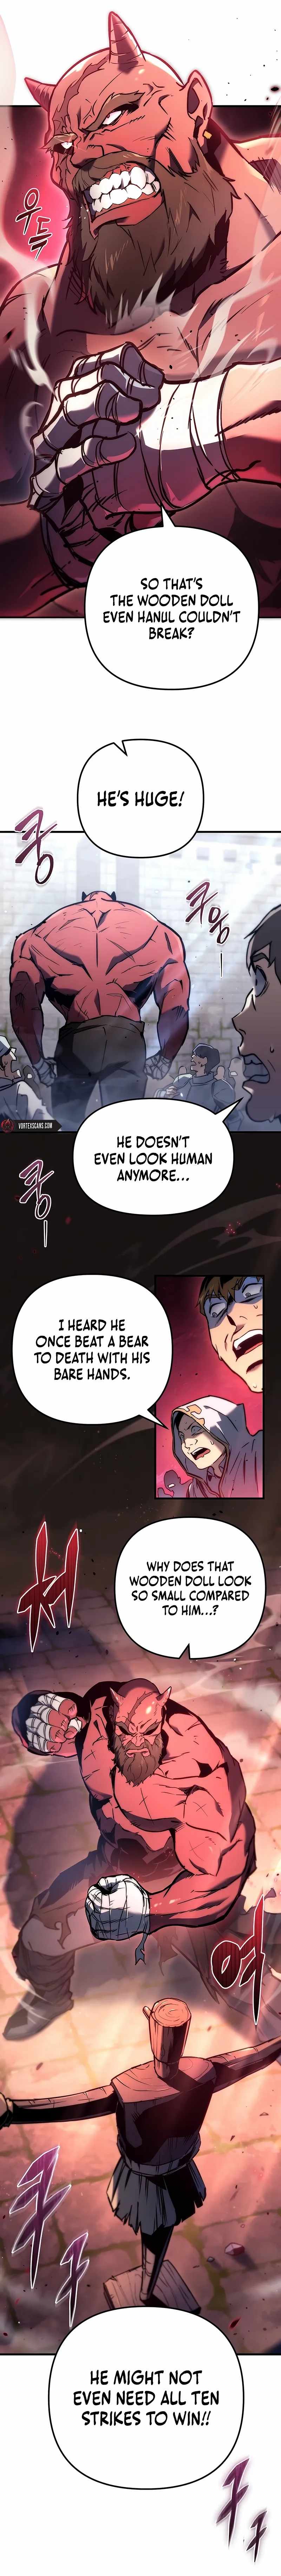 우
득
SO THAT'S
THE WOODEN DOLL
EVEN HANUL COULDN'T
BREAK?
HE'S HUGE!
쿵
쿠웅
VORTEXSCANS.COM
HE DOESN'T
EVEN LOOK HUMAN
ANYMORE...
쿵
I HEARD HE
ONCE BEAT A BEAR
TO DEATH WITH HIS
BARE HANDS.
WHY DOES THAT
WOODEN DOLL LOOK
SO SMALL COMPARED
TO HIM...?
HE MIGHT NOT
EVEN NEED ALL TEN
STRIKES TO WIN!!